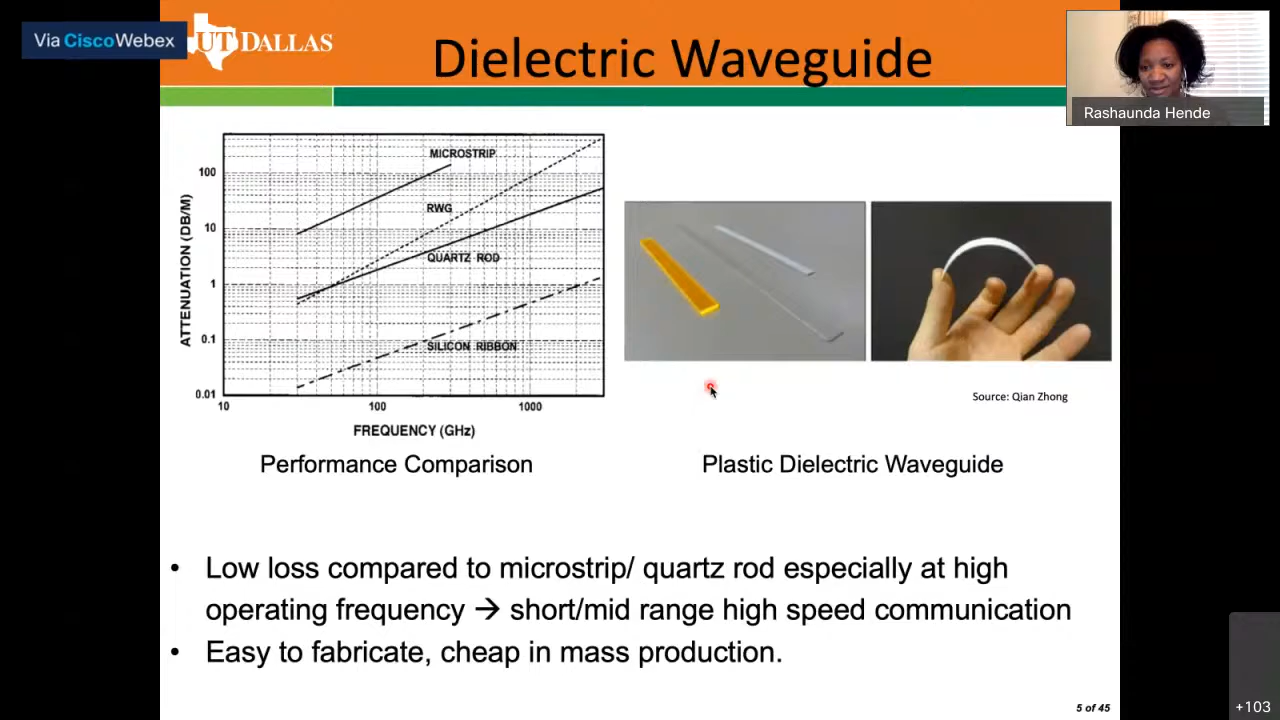 Via Cisco Webex
UT DALLAS
Dielectric Waveguide
Rashaunda Hende
MICROSTRIP
RWG
QUARTZ ROD
SILICON RIBBON
ATTENUATION (DB/M)
100
10
1
0.1
0.01
10
100
1000
FREQUENCY (GHz)
Performance Comparison
Source: Qian Zhong
Plastic Dielectric Waveguide
• Low loss compared to microstrip/ quartz rod especially at high
operating frequency → short/mid range high speed communication
• Easy to fabricate, cheap in mass production.
5 of 45
+103